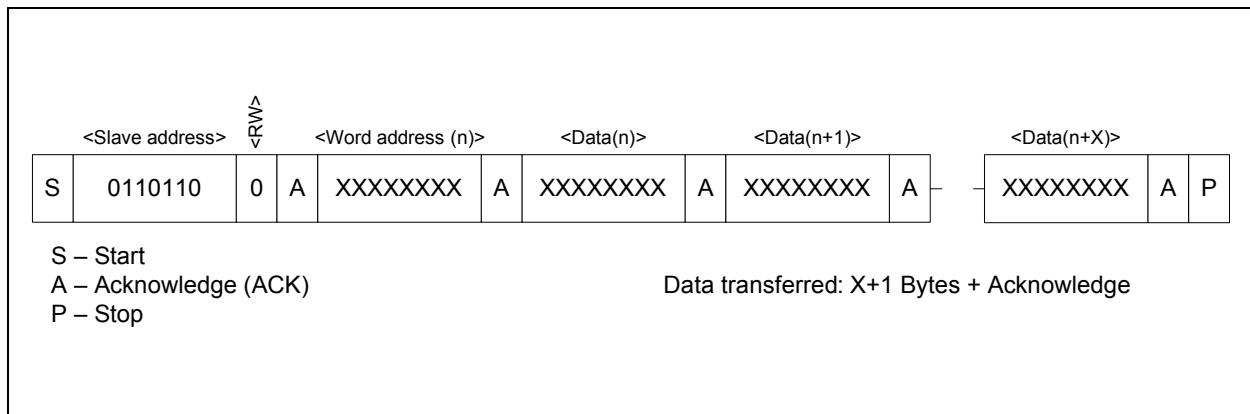 <Slave address> <RW> <Word address (n)> <Data(n)> <Data(n+1)> <Data(n+X)>
S 0110110 0 A XXXXXXXX A XXXXXXXX A XXXXXXXX A XXXXXXXX A P
S – Start
A – Acknowledge (ACK) Data transferred: X+1 Bytes + Acknowledge
P – Stop